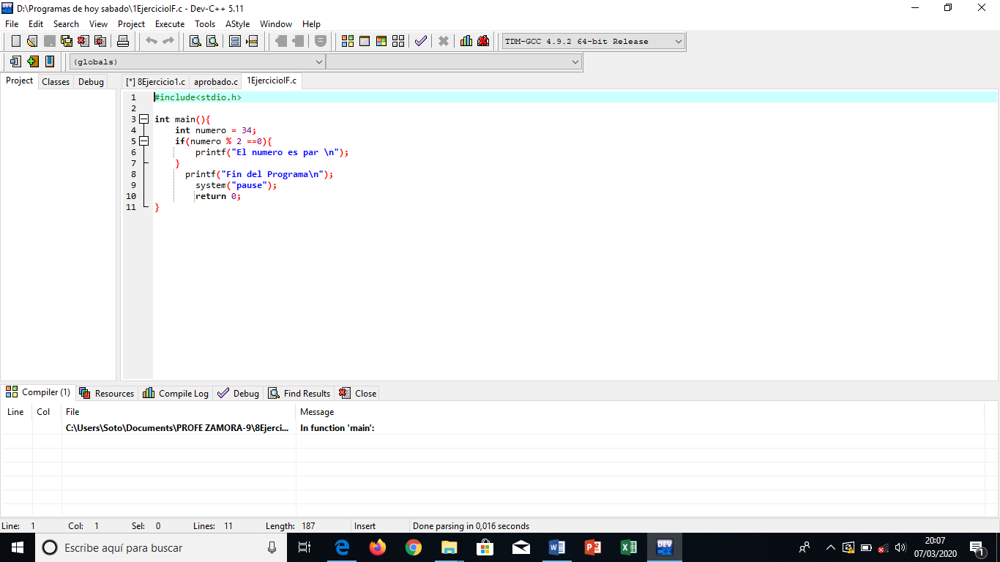 D:\Programas de hoy sabado\1EjercicioIF.c - Dev-C++ 5.11
File Edit Search View Project Execute Tools AStyle Window Help
TDM-GCC 4.9.2 64-bit Release
(globals)
Project Classes Debug [*] 8Ejercicio1.c aprobado.c 1EjercicioIF.c
1 #include<stdio.h>
2
3 int main(){
4 int numero = 34;
5 if(numero % 2 ==0){
6 printf("El numero es par \n");
7 }
8 printf("Fin del Programa\n");
9 system("pause");
10 return 0;
11 }
Compiler (1) Resources Compile Log Debug Find Results Close
Line Col File Message
C:\Users\Soto\Documents\PROFE ZAMORA-9\8Ejerci... In function 'main':
Line: 1 Col: 1 Sel: 0 Lines: 11 Length: 187 Insert Done parsing in 0,016 seconds
Escribe aquí para buscar
DEV
20:07
07/03/2020
1